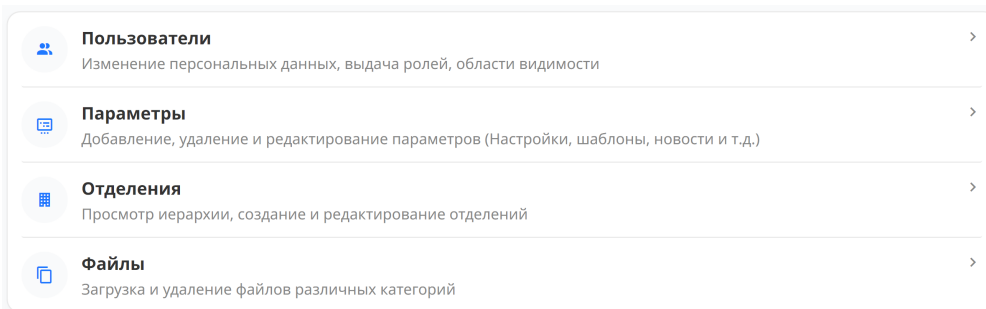 Пользователи
Изменение персональных данных, выдача ролей, области видимости
Параметры
Добавление, удаление и редактирование параметров (Настройки, шаблоны, новости и т.д.)
Отделения
Просмотр иерархии, создание и редактирование отделений
Файлы
Загрузка и удаление файлов различных категорий